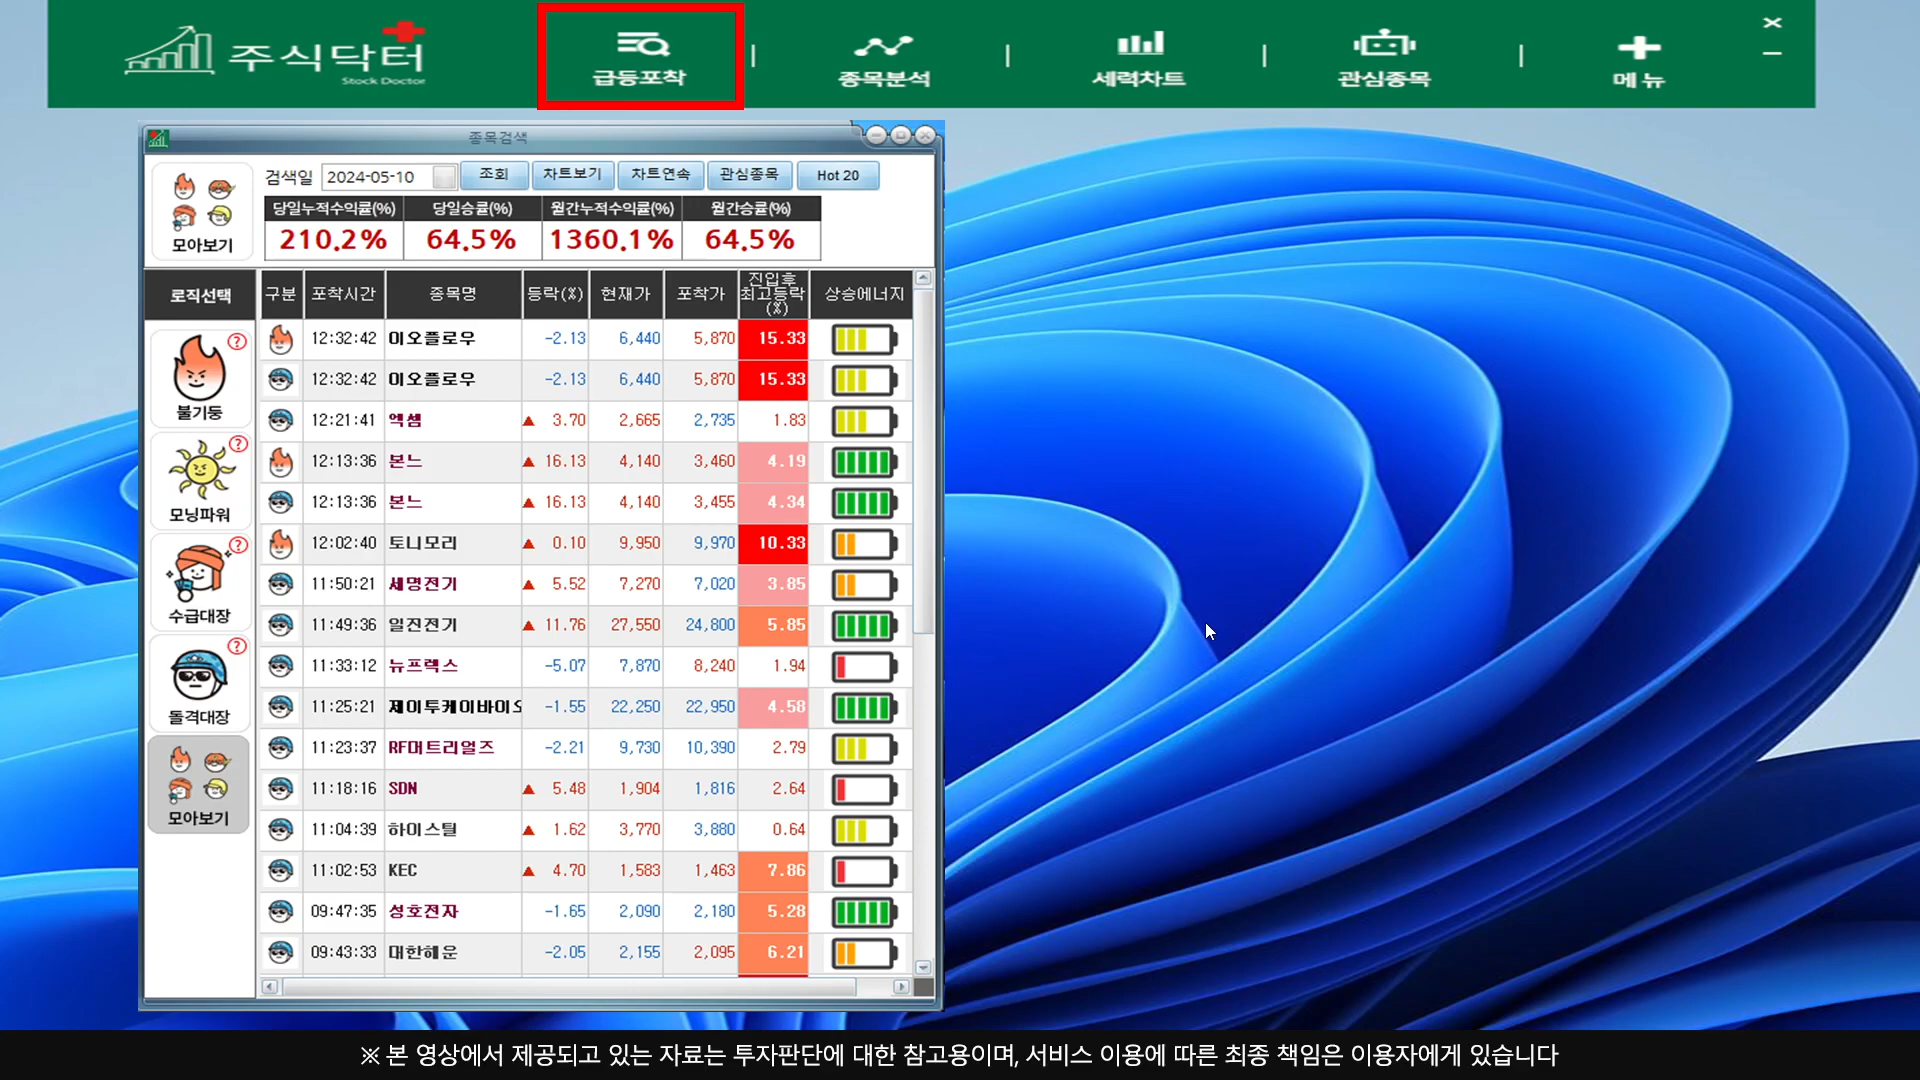 주식닥터
Stock Doctor
급등포착
종목분석
세력차트
관심종목
메뉴
종목검색
모아보기
검색일 2024-05-10 조회 차트보기 차트연속 관심종목 Hot 20
당일누적수익률(%) 당일승률(%) 월간누적수익률(%) 월간승률(%)
210.2% 64.5% 1360.1% 64.5%
로직선택
불기둥
모닝파워
수급대장
돌격대장
모아보기
구분 포착시간 종목명 등락(%) 현재가 포착가 진입후 최고등락 (%) 상승에너지
12:32:42 이오플로우 -2.13 6,440 5,870 15.33
12:32:42 이오플로우 -2.13 6,440 5,870 15.33
12:21:41 엑셈 ▲ 3.70 2,665 2,735 1.83
12:13:36 본느 ▲ 16.13 4,140 3,460 4.19
12:13:36 본느 ▲ 16.13 4,140 3,455 4.34
12:02:40 토니모리 ▲ 0.10 9,950 9,970 10.33
11:50:21 세명전기 ▲ 5.52 7,270 7,020 3.85
11:49:36 일진전기 ▲ 11.76 27,550 24,800 5.85
11:33:12 뉴프렉스 -5.07 7,870 8,240 1.94
11:25:21 제이투케이바이오 -1.55 22,250 22,950 4.58
11:23:37 RF머트리얼즈 -2.21 9,730 10,390 2.79
11:18:16 SDN ▲ 5.48 1,904 1,816 2.64
11:04:39 하이스틸 ▲ 1.62 3,770 3,880 0.64
11:02:53 KEC ▲ 4.70 1,583 1,463 7.86
09:47:35 성호전자 -1.65 2,090 2,180 5.28
09:43:33 대한해운 -2.05 2,155 2,095 6.21
※ 본 영상에서 제공되고 있는 자료는 투자판단에 대한 참고용이며, 서비스 이용에 따른 최종 책임은 이용자에게 있습니다